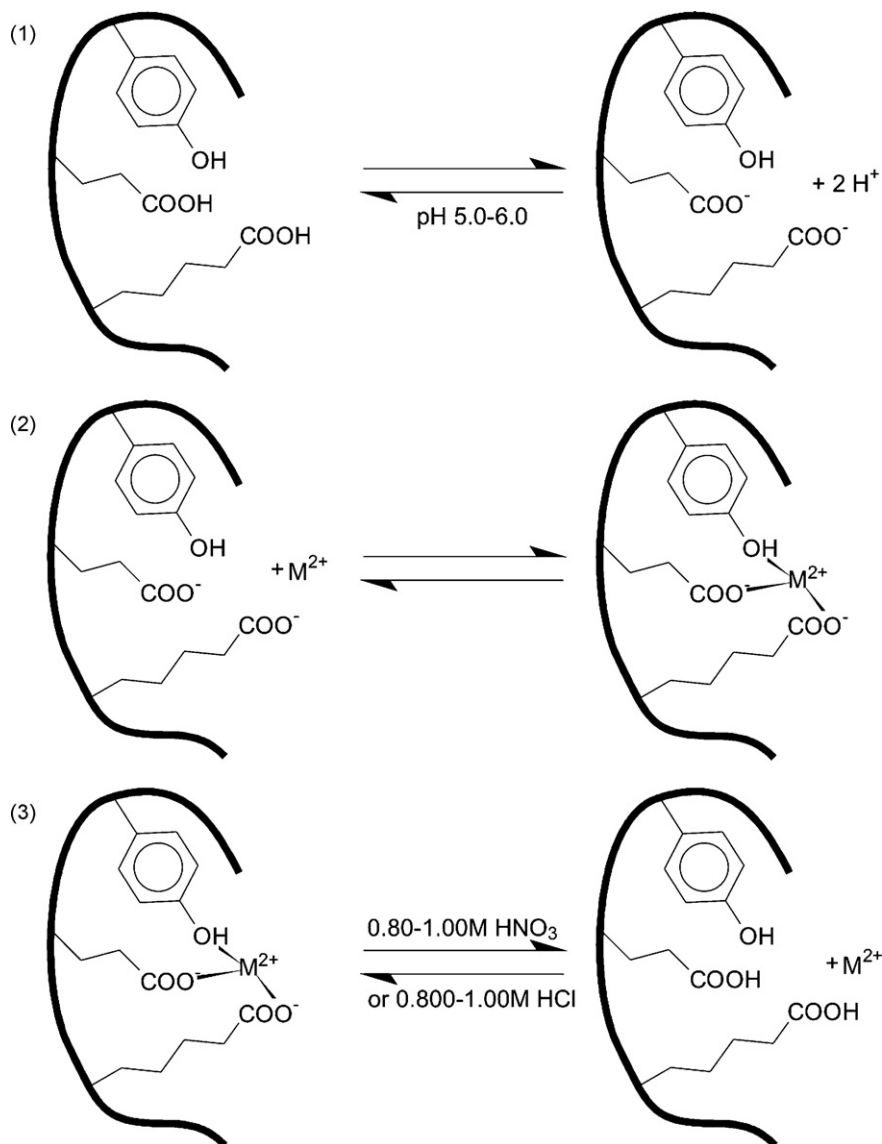 (1)
OH
COOH
COOH
pH 5.0-6.0
OH
COO-
COO-
+ 2 H+
(2)
OH
COO-
+ M2+
COO-
OH
COO-
M2+
COO-
(3)
OH
COO-
M2+
COO-
0.80-1.00M HNO3
or 0.800-1.00M HCl
OH
COOH
+ M2+
COOH